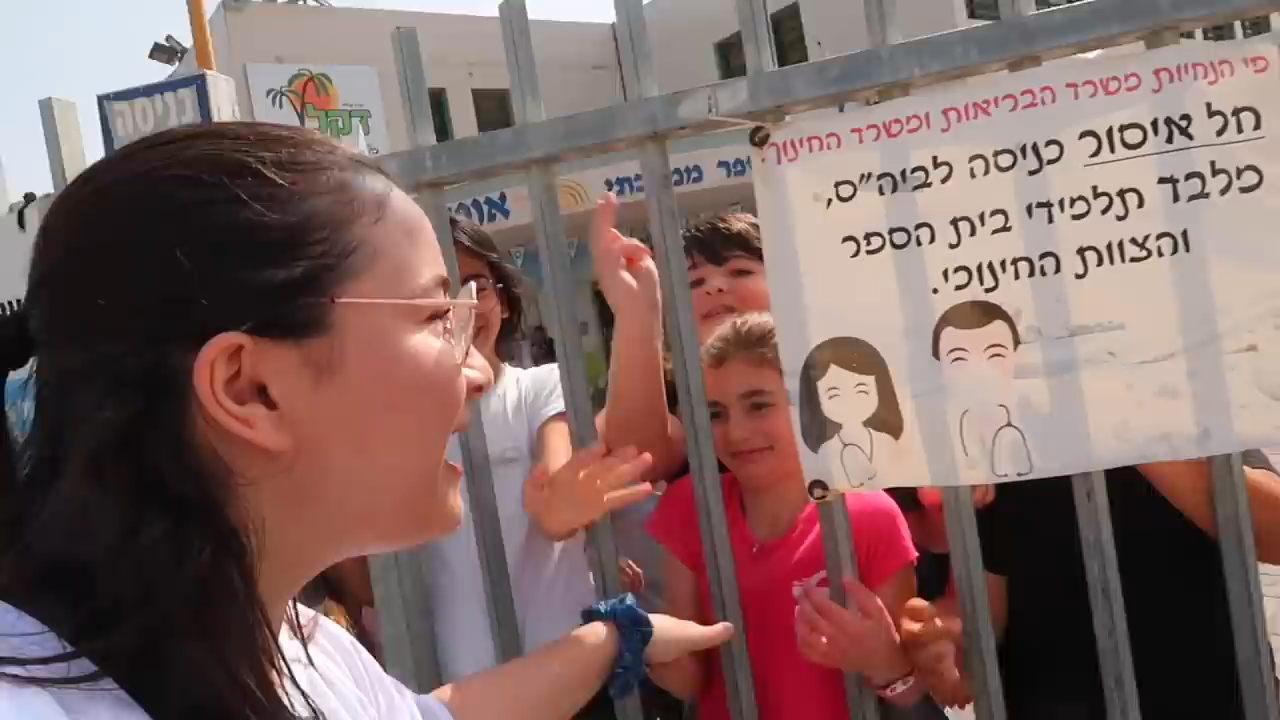 כניסה
דקל
פי הנחיות משרד הבריאות ומשרד החינוך:
חל איסור כניסה לביה"ס,
מלבד תלמידי בית הספר
והצוות החינוכי.